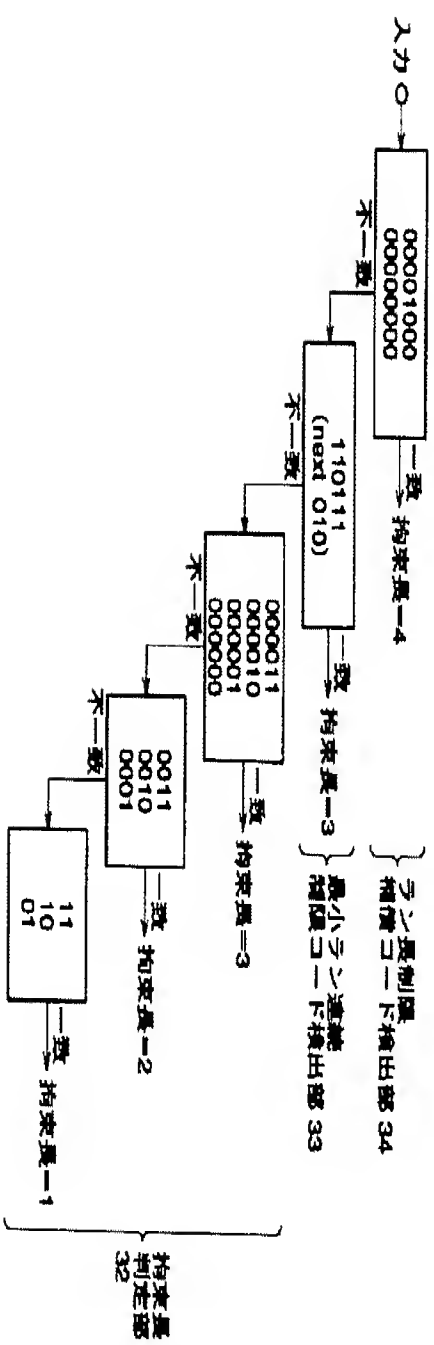 入力
00001000
00000000
一致
拘束長=4
ラン長制限
補償コード検出部 34
不一致
110111
(next 010)
一致
拘束長=3
最小ラン連続
制限コード検出部 33
不一致
000011
000010
000001
000000
一致
拘束長=3
不一致
0011
0010
0001
一致
拘束長=2
不一致
11
10
01
一致
拘束長=1
拘束長
判定部
32